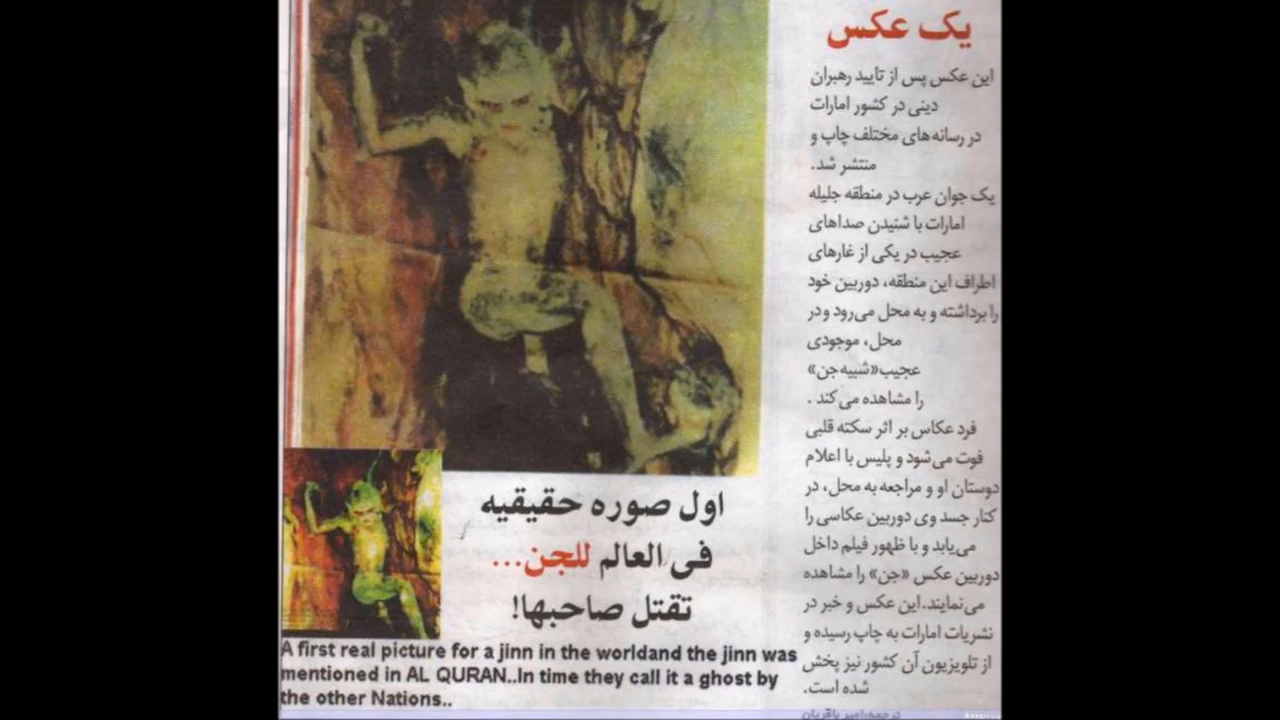 یک عکس
این عکس پس از تأیید رهبران
دینی در کشور امارات
در رسانه‌های مختلف چاپ و
منتشر شد.
یک جوان عرب در منطقه جلیله
امارات با شنیدن صداهای
عجیب در یکی از غارهای
اطراف این منطقه، دوربین خود
را برداشته و به محل می‌رود و در
محل، موجودی
عجیب «شبیه جن»
را مشاهده می‌کند .
فرد عکاس بر اثر سکته قلبی
فوت می‌شود و پلیس با اعلام
دوستان او و مراجعه به محل، در
کنار جسد وی دوربین عکاسی را
می‌یابد و با ظهور فیلم داخل
دوربین عکس «جن» را مشاهده
می‌نمایند. این عکس و خبر در
نشریات امارات به چاپ رسیده و
از تلویزیون آن کشور نیز پخش
شده است.
ترجمه: امیر باقریان
اول صوره حقیقیه
فی العالم للجن...
تقتل صاحبها!
A first real picture for a jinn in the worldand the jinn was
mentioned in AL QURAN..In time they call it a ghost by
the other Nations..